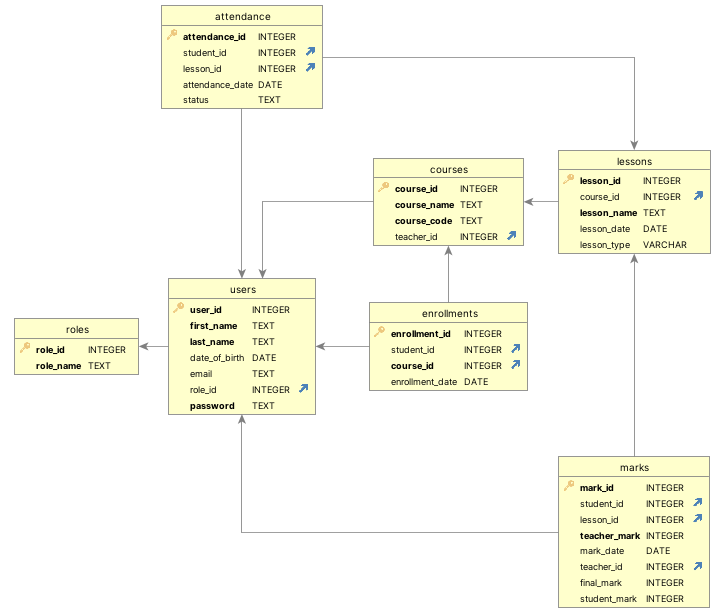 attendance
attendance_id INTEGER
student_id INTEGER
lesson_id INTEGER
attendance_date DATE
status TEXT
courses
course_id INTEGER
course_name TEXT
course_code TEXT
teacher_id INTEGER
lessons
lesson_id INTEGER
course_id INTEGER
lesson_name TEXT
lesson_date DATE
lesson_type VARCHAR
users
user_id INTEGER
first_name TEXT
last_name TEXT
date_of_birth DATE
email TEXT
role_id INTEGER
password TEXT
roles
role_id INTEGER
role_name TEXT
enrollments
enrollment_id INTEGER
student_id INTEGER
course_id INTEGER
enrollment_date DATE
marks
mark_id INTEGER
student_id INTEGER
lesson_id INTEGER
teacher_mark INTEGER
mark_date DATE
teacher_id INTEGER
final_mark INTEGER
student_mark INTEGER